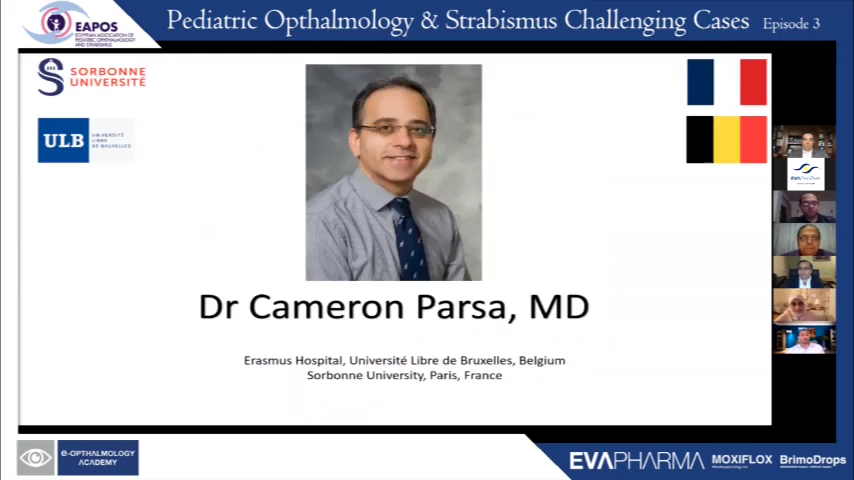 EAPOS
EGYPTIAN ASSOCIATION OF
PEDIATRIC OPHTHALMOLOGY
AND STRABISMUS
Pediatric Opthalmology & Strabismus Challenging Cases Episode 3
SORBONNE
UNIVERSITÉ
ULB
UNIVERSITÉ
LIBRE
DE BRUXELLES
Dr Cameron Parsa, MD
Erasmus Hospital, Université Libre de Bruxelles, Belgium
Sorbonne University, Paris, France
e-OPTHALMOLOGY
ACADEMY
EVAPHARMA
MOXIFLOX
BrimoDrops